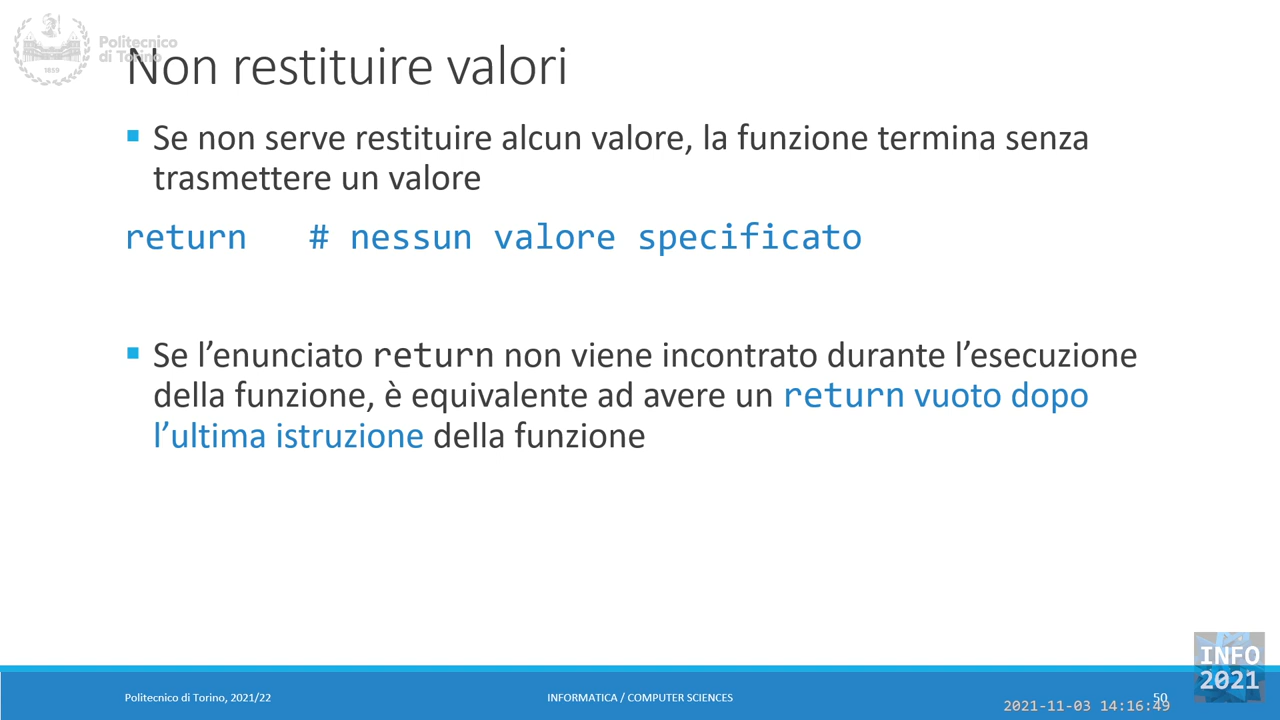 Politecnico
di Torino
1859
Non restituire valori
Se non serve restituire alcun valore, la funzione termina senza
trasmettere un valore
return # nessun valore specificato
Se l’enunciato return non viene incontrato durante l’esecuzione
della funzione, è equivalente ad avere un return vuoto dopo
l’ultima istruzione della funzione
INFO
2021
Politecnico di Torino, 2021/22
INFORMATICA / COMPUTER SCIENCES
50
2021-11-03 14:16:49